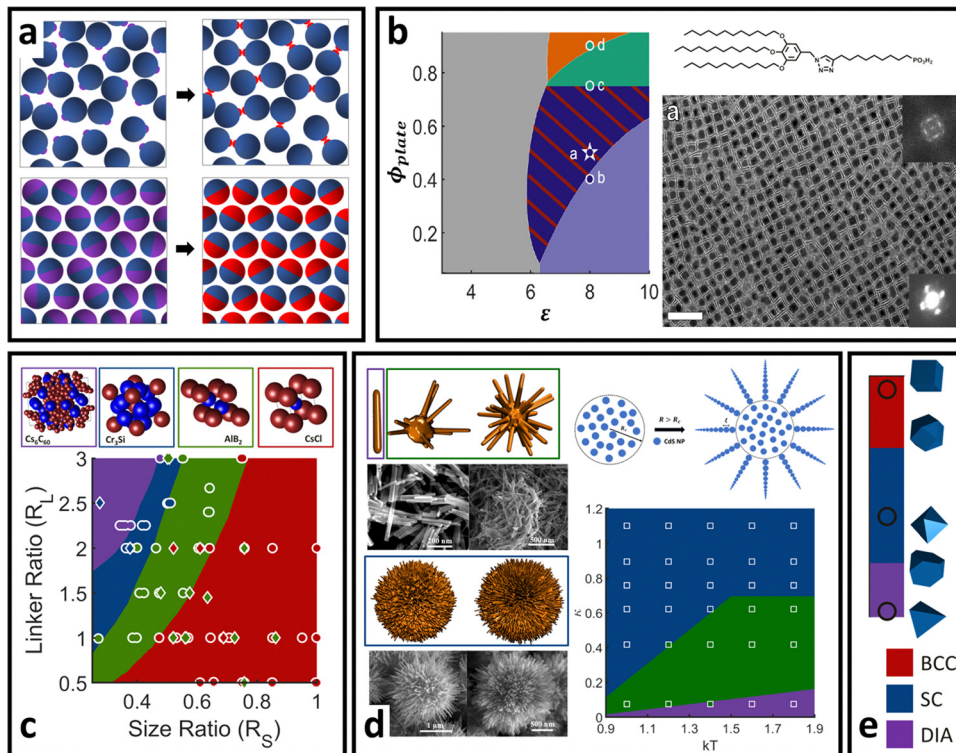 a
b
ϕplate
0.8
0.6
0.4
0.2
4
6
8
10
ε
a
b
c
d
O
O
O
N
N=N
PO3H2
a
Cs6C60
Cr3Si
AlB2
CsCl
Linker Ratio (RL)
3
2.5
2
1.5
1
0.5
0.4
0.6
0.8
1
Size Ratio (RS)
c
R > Rc
CdS NP
200 nm
500 nm
1 μm
500 nm
κ
1.2
1.0
0.8
0.6
0.4
0.2
0
0.9
1.1
1.3
1.5
1.7
1.9
kT
d
BCC
SC
DIA
e